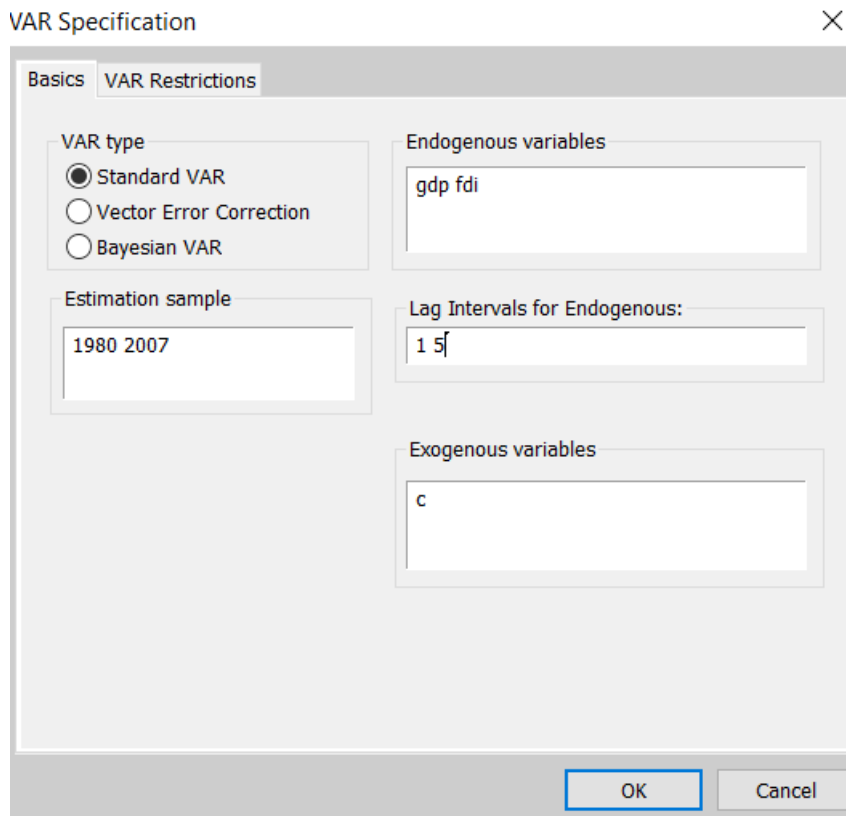 VAR Specification
Basics
VAR Restrictions
VAR type
Standard VAR
Vector Error Correction
Bayesian VAR
Endogenous variables
gdp fdi
Estimation sample
1980 2007
Lag Intervals for Endogenous:
1 5
Exogenous variables
c
OK
Cancel